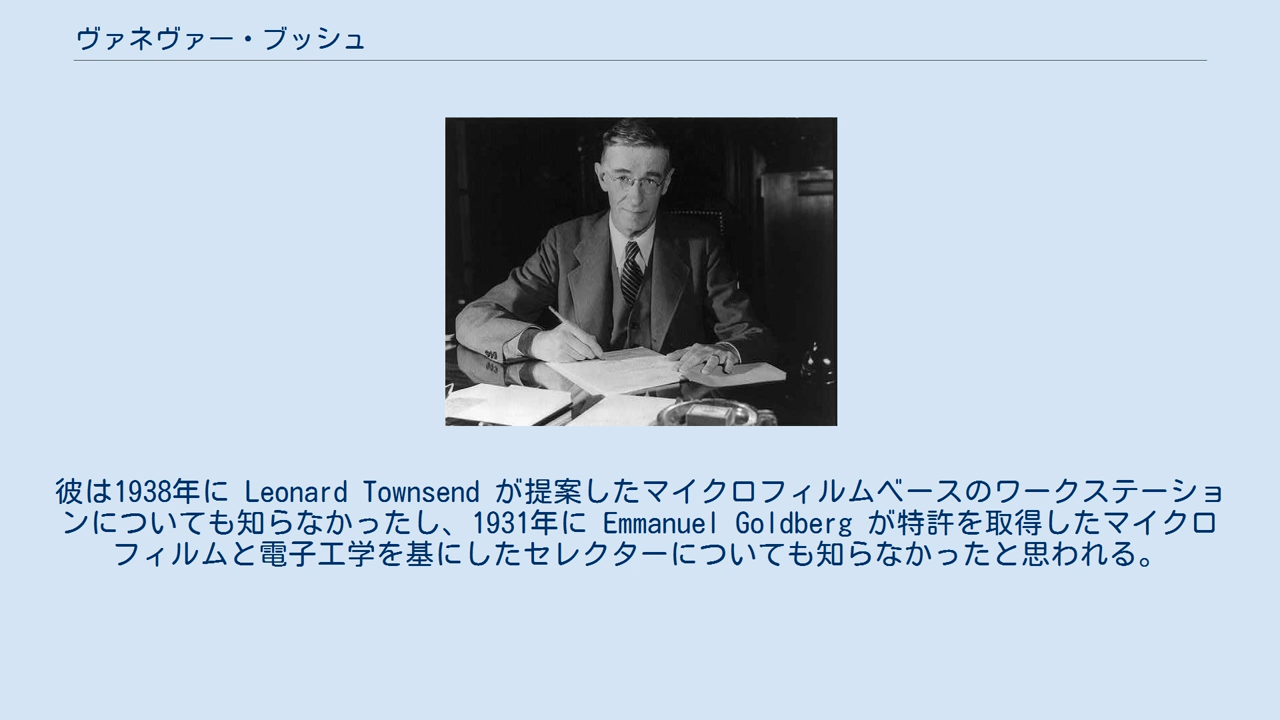 ヴァネヴァー・ブッシュ
彼は1938年に Leonard Townsend が提案したマイクロフィルムベースのワークステーショ
ンについても知らなかったし、1931年に Emmanuel Goldberg が特許を取得したマイクロ
フィルムと電子工学を基にしたセレクターについても知らなかったと思われる。